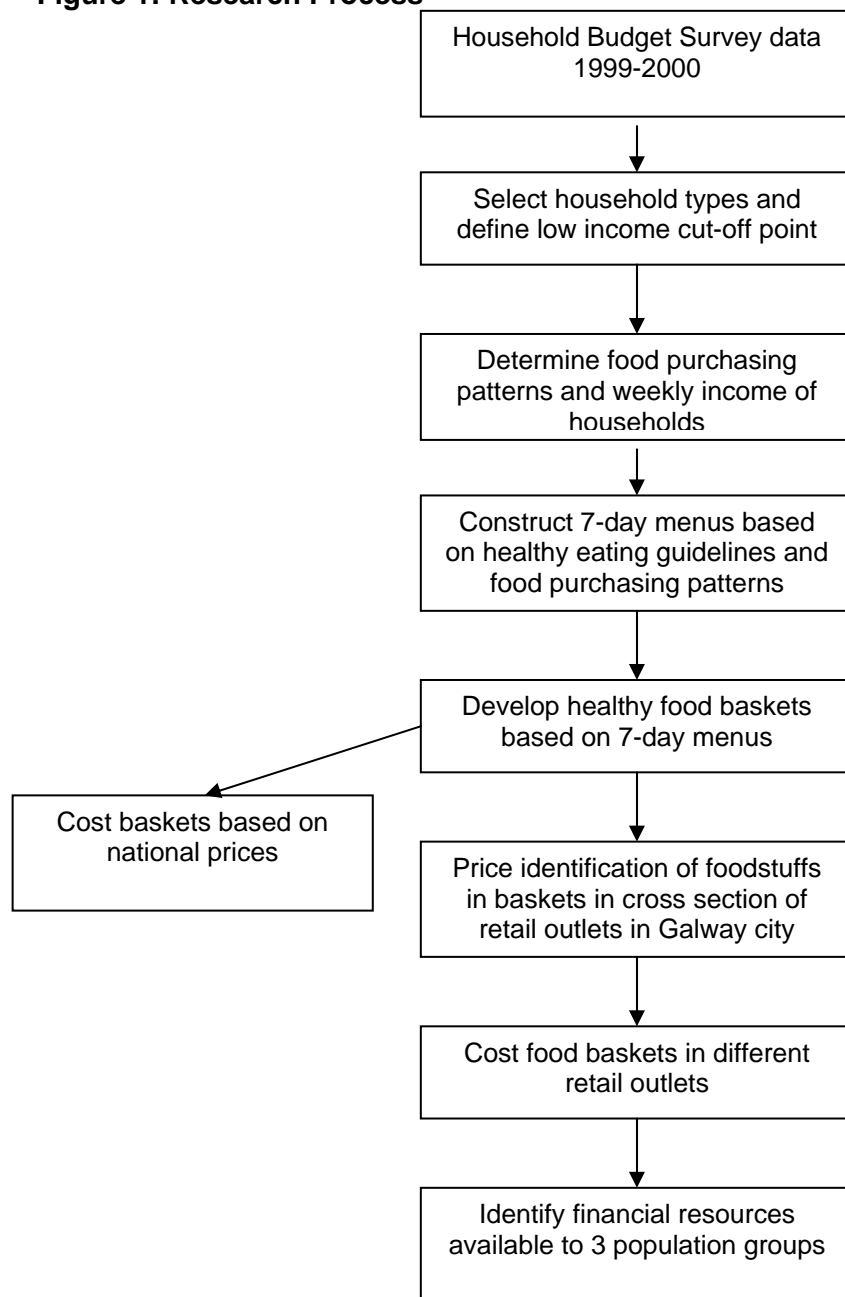 Figure 1: Research Process
Household Budget Survey data
1999-2000
Select household types and
define low income cut-off point
Determine food purchasing
patterns and weekly income of
households
Construct 7-day menus based
on healthy eating guidelines and
food purchasing patterns
Develop healthy food baskets
based on 7-day menus
Cost baskets based on
national prices
Price identification of foodstuffs
in baskets in cross section of
retail outlets in Galway city
Cost food baskets in different
retail outlets
Identify financial resources
available to 3 population groups